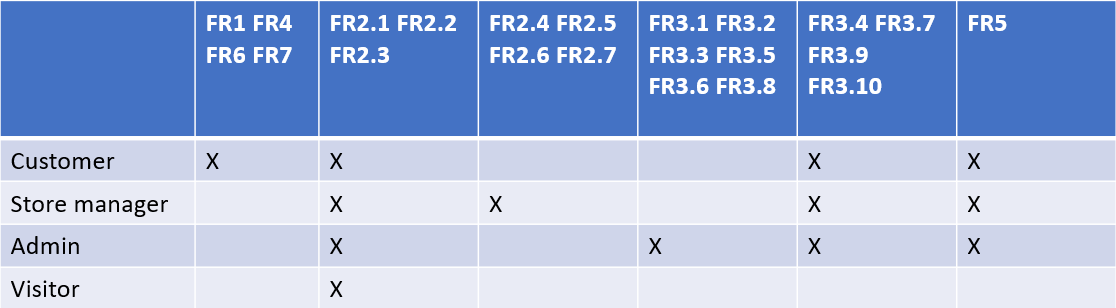 FR1 FR4 FR2.1 FR2.2 FR2.4 FR2.5 FR3.1 FR3.2 FR3.4 FR3.7 FR5
FR6 FR7 FR2.3 FR2.6 FR2.7 FR3.3 FR3.5 FR3.9
FR3.6 FR3.8 FR3.10
Customer X X X X
Store manager X X X X
Admin X X X X
Visitor X